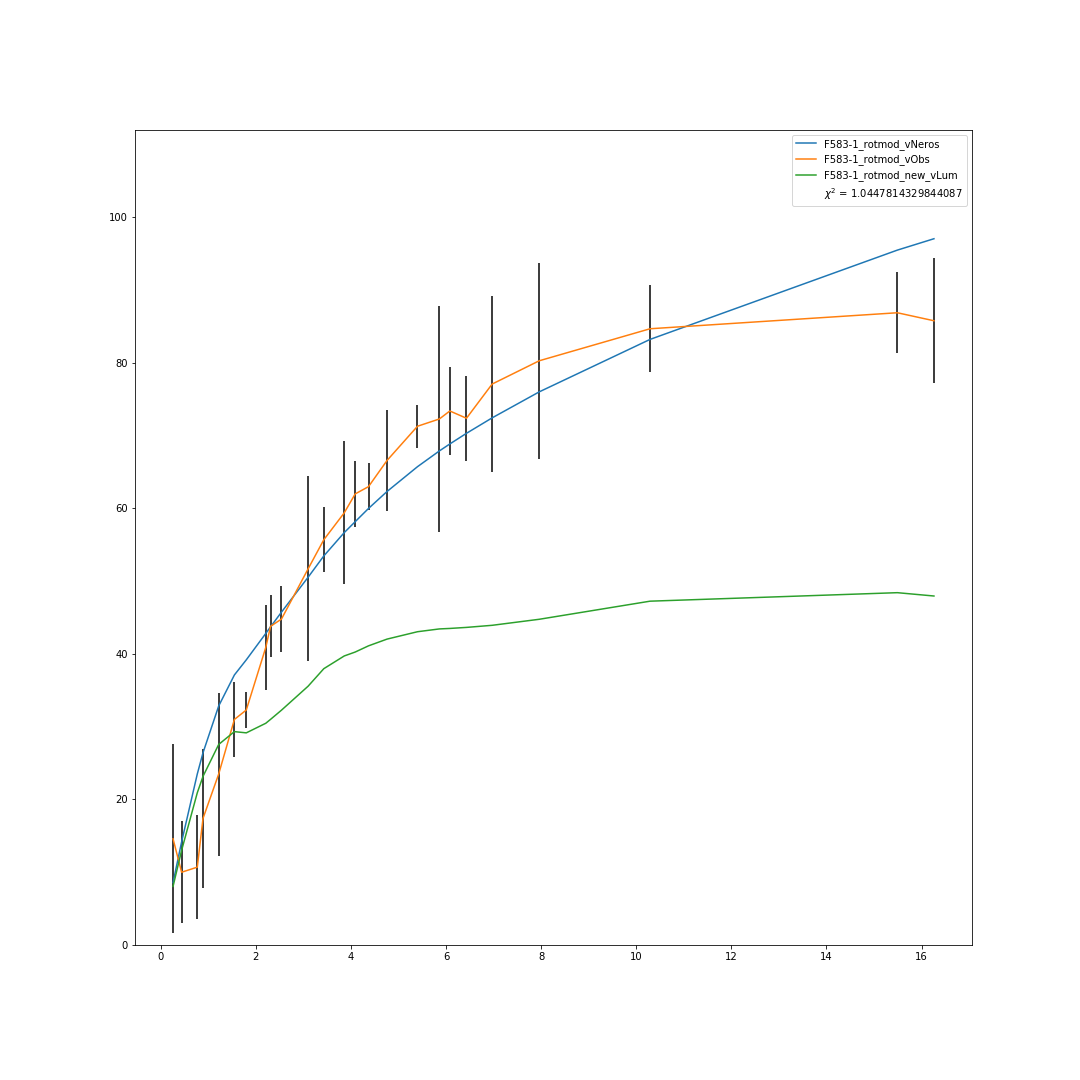 F583-1_rotmod_vNeros
F583-1_rotmod_vObs
F583-1_rotmod_new_vLum
χ² = 1.0447814329844087
100
80
60
40
20
0
0 2 4 6 8 10 12 14 16